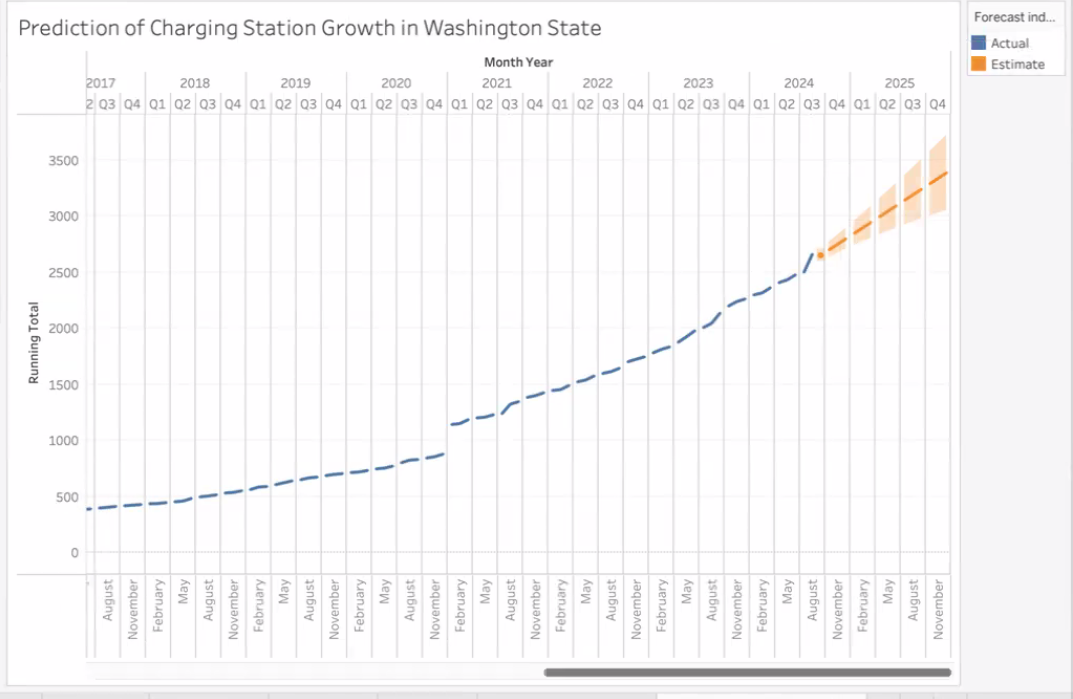 Prediction of Charging Station Growth in Washington State
Forecast ind...
Actual
Estimate
Month Year
2017 2018 2019 2020 2021 2022 2023 2024 2025
2 Q3 Q4 Q1 Q2 Q3 Q4 Q1 Q2 Q3 Q4 Q1 Q2 Q3 Q4 Q1 Q2 Q3 Q4 Q1 Q2 Q3 Q4 Q1 Q2 Q3 Q4 Q1 Q2 Q3 Q4 Q1 Q2 Q3 Q4
Running Total
3500
3000
2500
2000
1500
1000
500
0
August November February May August November February May August November February May August November February May August November February May August November February May August November February May August November February May August November